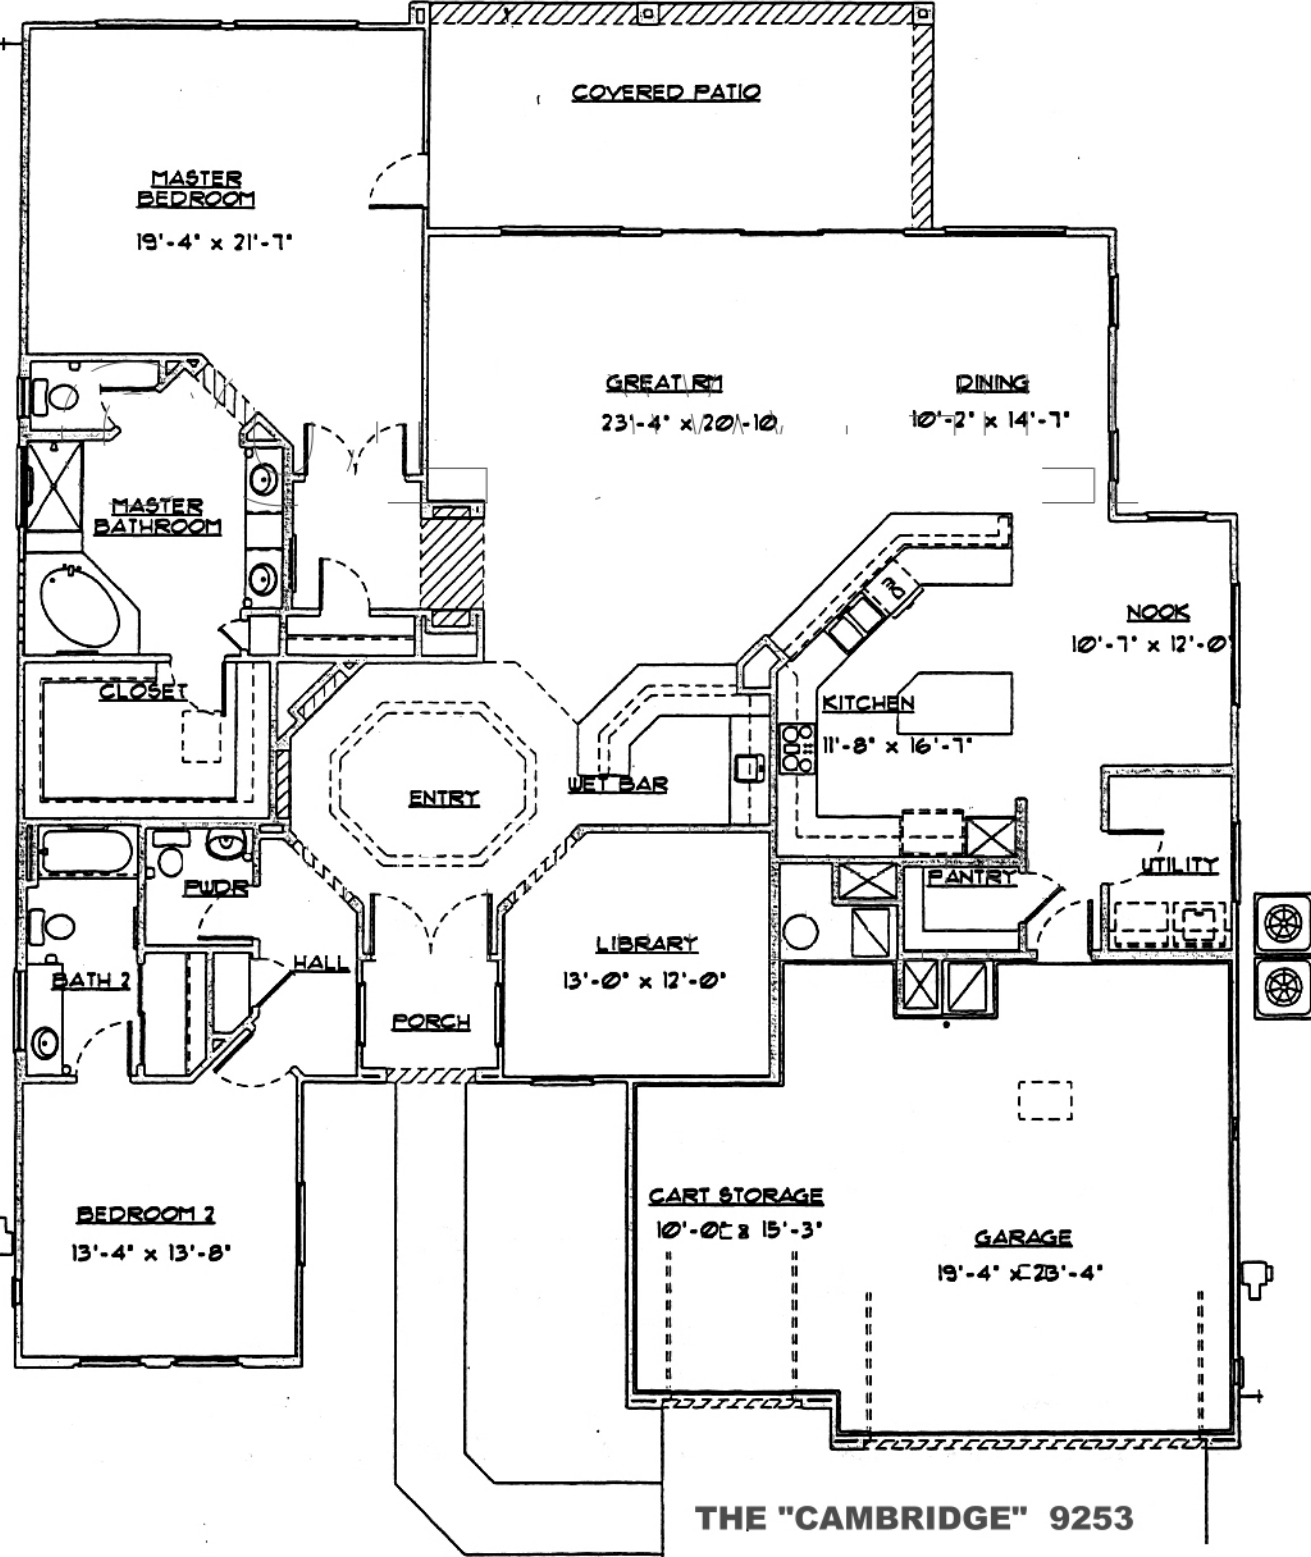 COVERED PATIO
MASTER
BEDROOM
19'-4" x 21'-7"
GREAT RM
23'-4" x 20'-10
DINING
10'-2" x 14'-7"
MASTER
BATHROOM
NOOK
10'-7" x 12'-0
CLOSET
KITCHEN
11'-8" x 16'-7"
ENTRY
WET BAR
PWDR
PANTRY
UTILITY
LIBRARY
13'-0" x 12'-0"
HALL
BATH 2
PORCH
CART STORAGE
10'-0" x 15'-3"
BEDROOM 2
13'-4" x 13'-8"
GARAGE
19'-4" x 23'-4"
THE "CAMBRIDGE" 9253